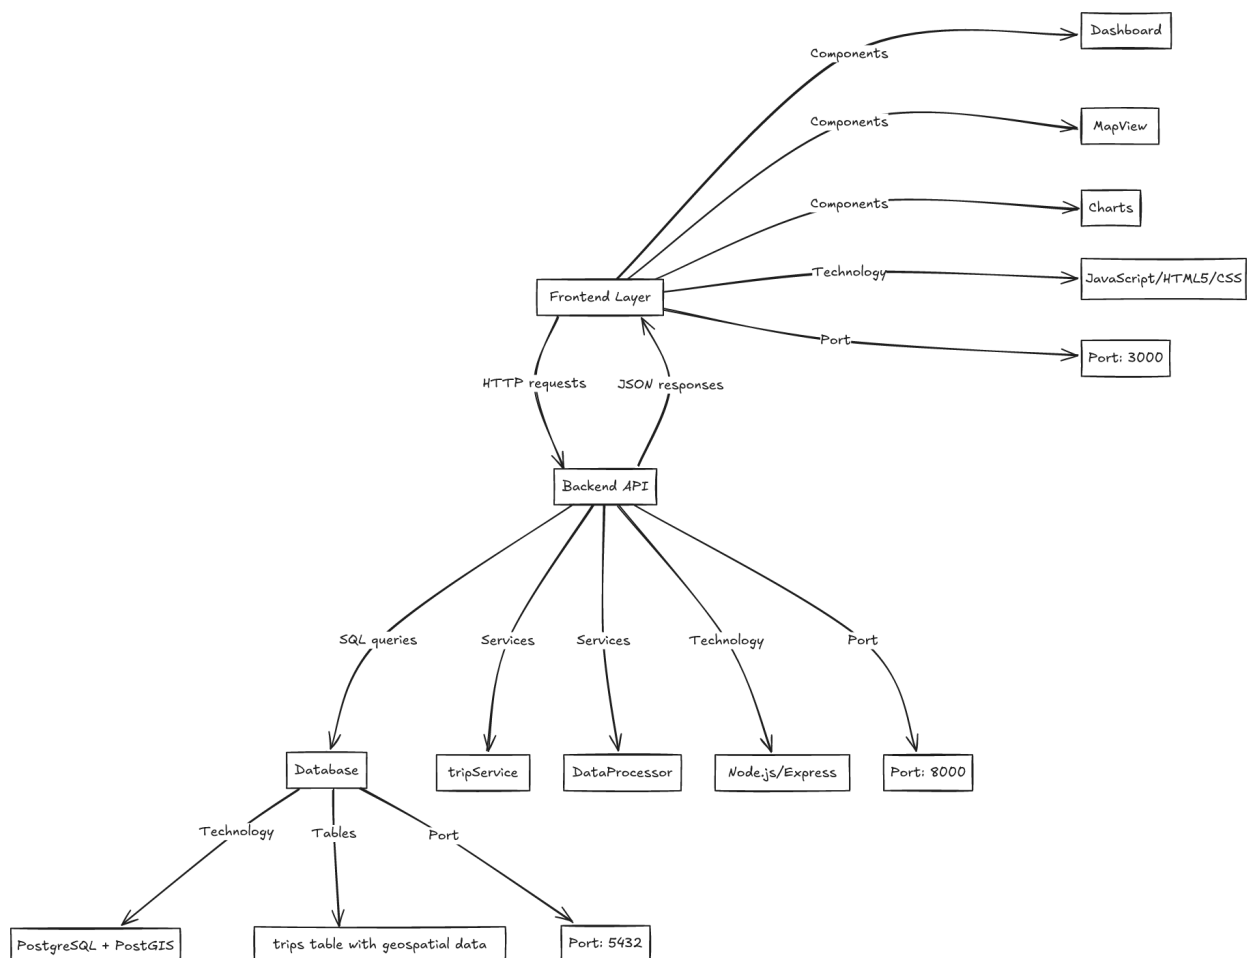 Dashboard
Components
MapView
Components
Components
Charts
Technology
JavaScript/HTML5/CSS
Frontend Layer
Port
Port: 3000
HTTP requests
JSON responses
Backend API
SQL queries
Services
Services
Technology
Port
Database
tripService
DataProcessor
Node.js/Express
Port: 8000
Technology
Tables
Port
PostgreSQL + PostGIS
trips table with geospatial data
Port: 5432